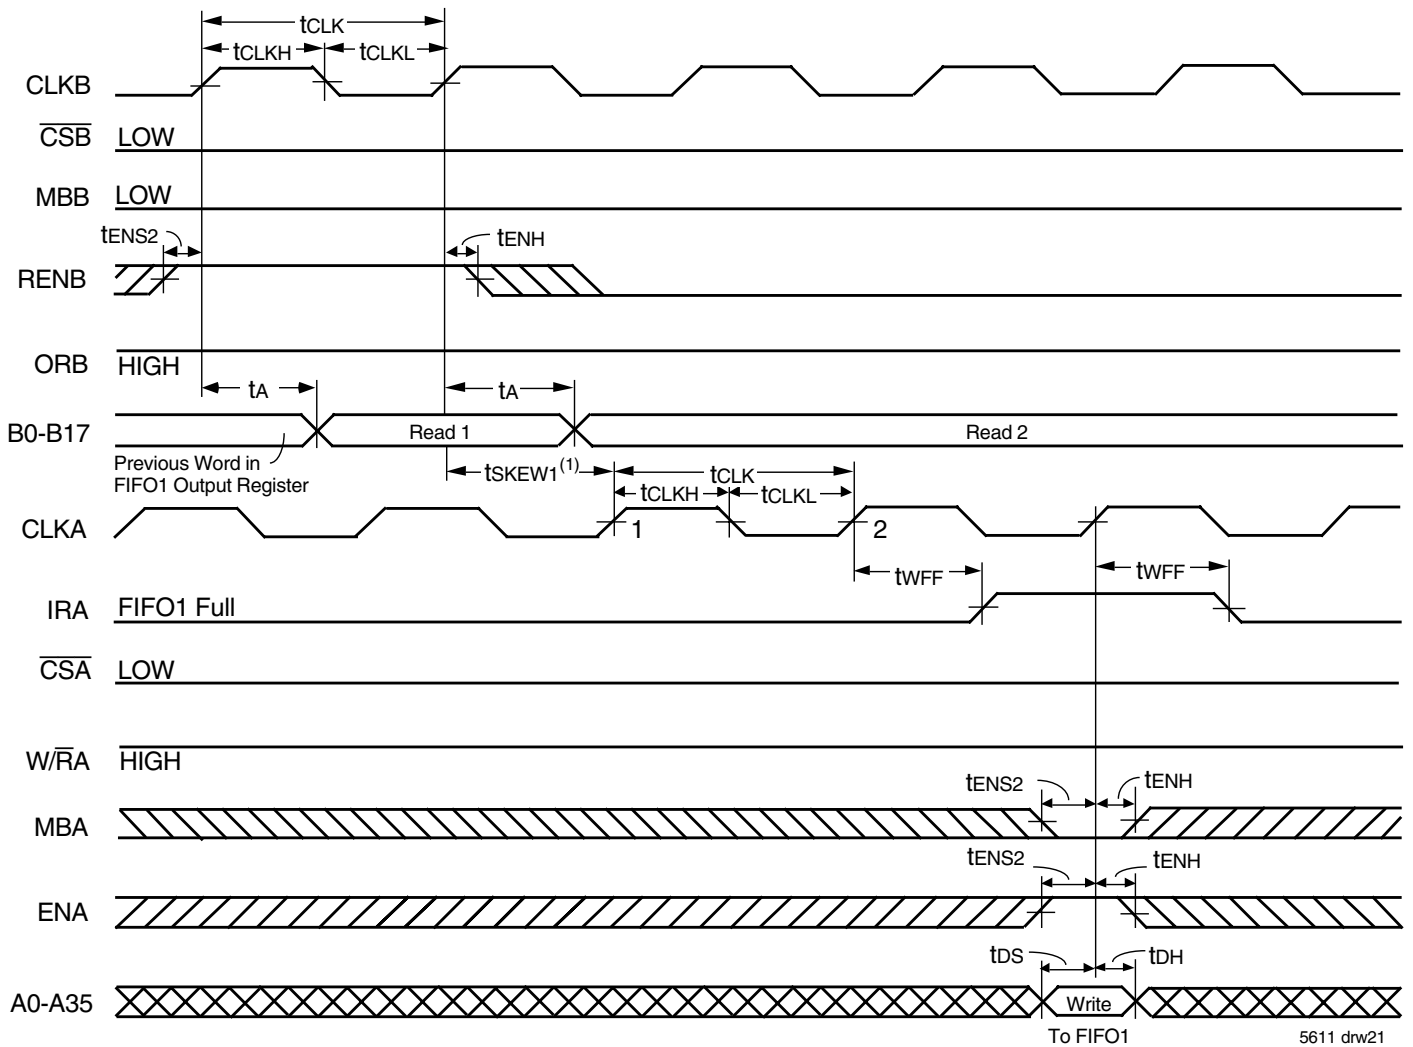 tCLK
tCLKH tCLKL
CLKB
CSB LOW
MBB LOW
tENS2 tENH
RENB
ORB HIGH
tA tA
B0-B17 Read 1 Read 2
Previous Word in
FIFO1 Output Register
tSKEW1(1) tCLK
tCLKH tCLKL
CLKA 1 2
tWFF tWFF
IRA FIFO1 Full
CSA LOW
W/RA HIGH
tENS2 tENH
MBA
tENS2 tENH
ENA
tDS tDH
A0-A35 Write
To FIFO1 5611 drw21